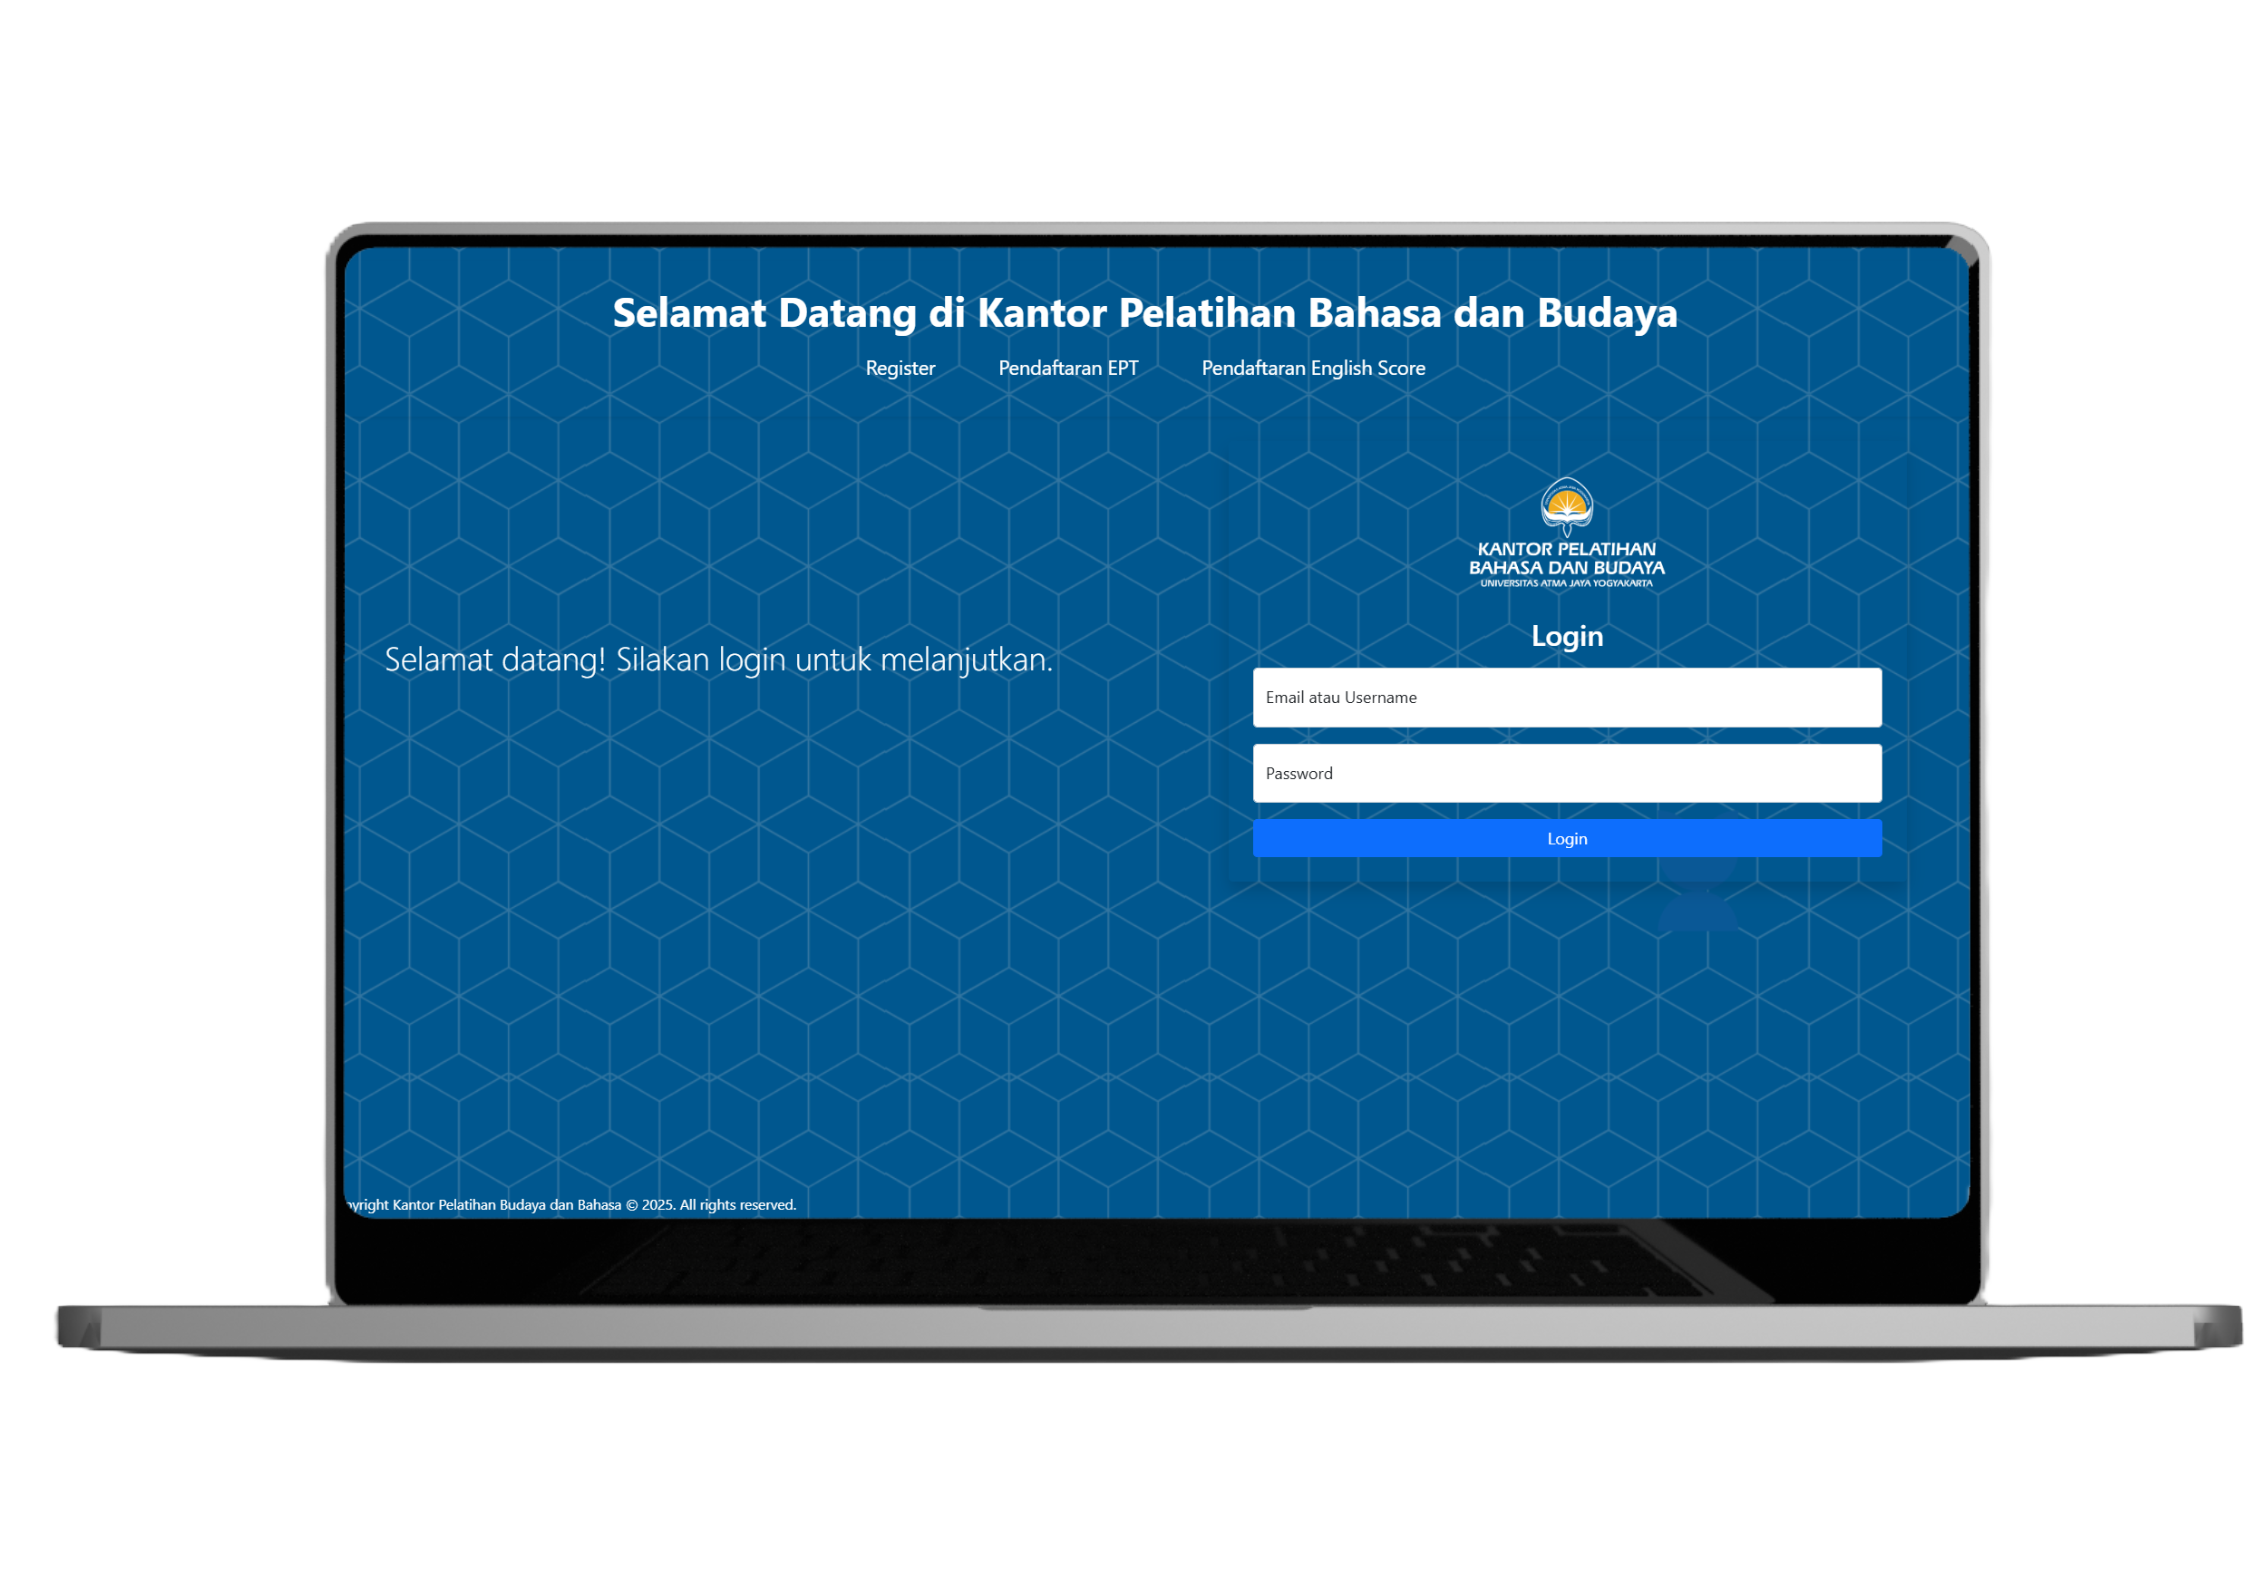 Selamat Datang di Kantor Pelatihan Bahasa dan Budaya
Register Pendaftaran EPT Pendaftaran English Score
KANTOR PELATIHAN
BAHASA DAN BUDAYA
UNIVERSITAS ATMA JAYA YOGYAKARTA
Selamat datang! Silakan login untuk melanjutkan.
Login
Email atau Username
Password
Login
Kantor Pelatihan Budaya dan Bahasa © 2025. All rights reserved.